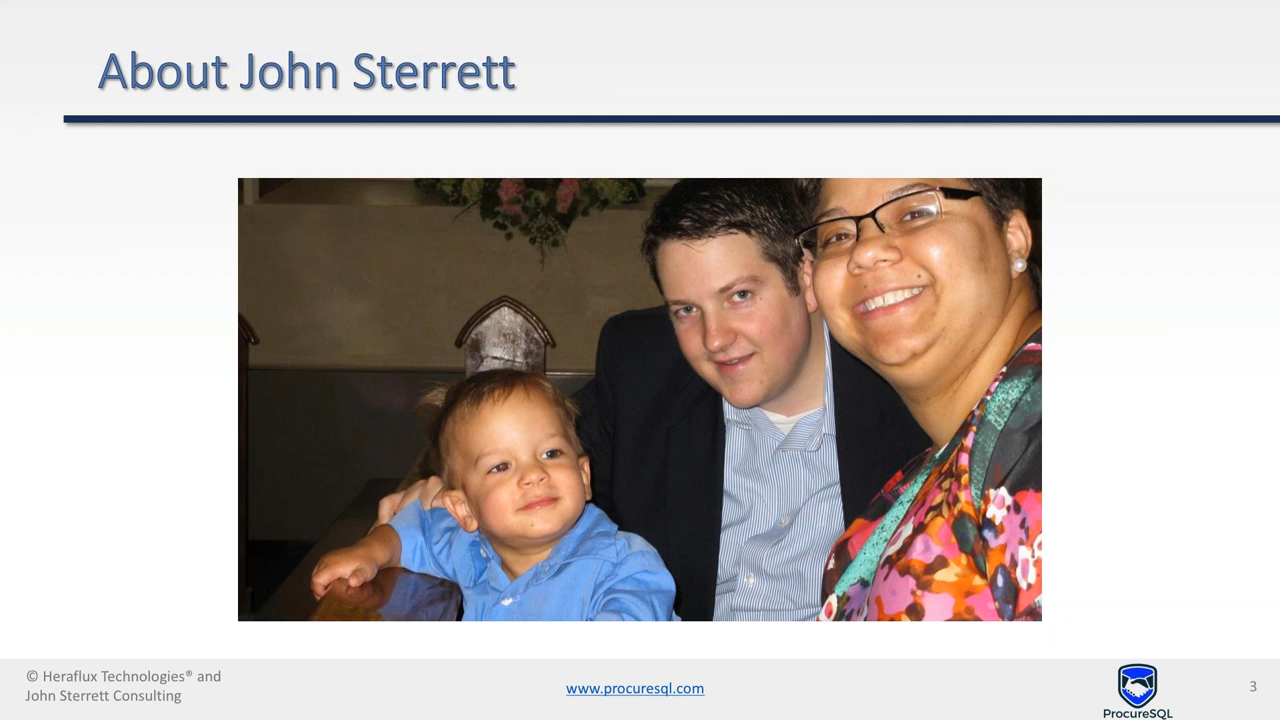 About John Sterrett
© Heraflux Technologies® and
John Sterrett Consulting
www.procuresql.com
ProcureSQL
3